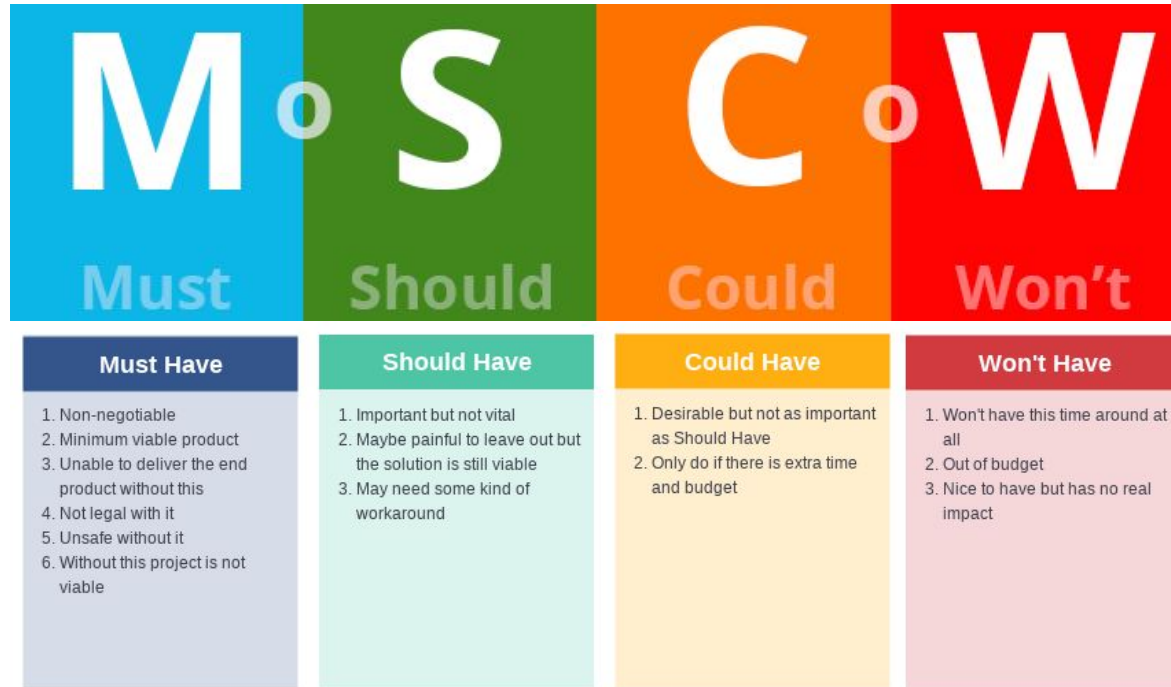 M o S C o W
Must Should Could Won’t
Must Have
1. Non-negotiable
2. Minimum viable product
3. Unable to deliver the end
product without this
4. Not legal with it
5. Unsafe without it
6. Without this project is not
viable
Should Have
1. Important but not vital
2. Maybe painful to leave out but
the solution is still viable
3. May need some kind of
workaround
Could Have
1. Desirable but not as important
as Should Have
2. Only do if there is extra time
and budget
Won't Have
1. Won't have this time around at
all
2. Out of budget
3. Nice to have but has no real
impact